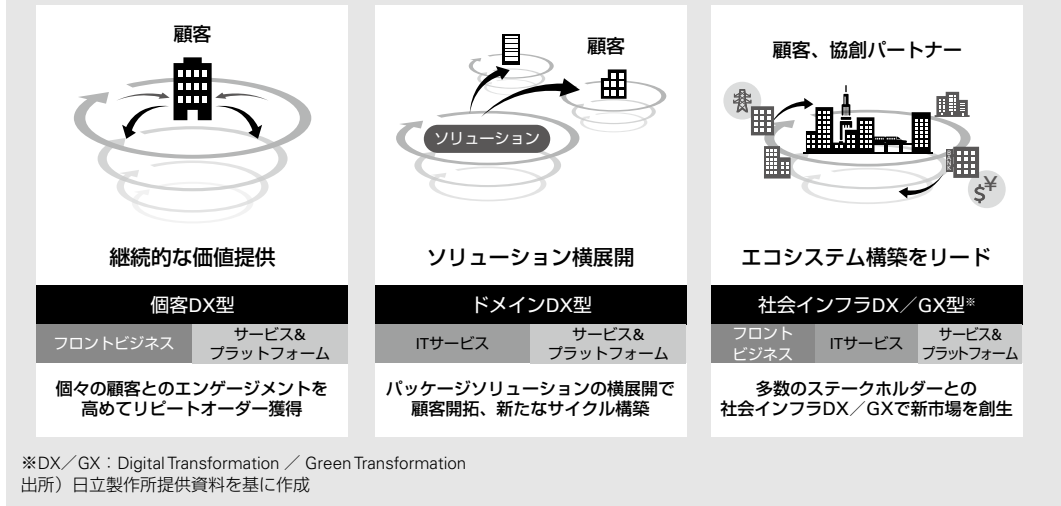 顧客
継続的な価値提供
個客DX型
フロントビジネス
サービス&
プラットフォーム
個々の顧客とのエンゲージメントを
高めてリピートオーダー獲得
顧客
ソリューション
ソリューション横展開
ドメインDX型
ITサービス
サービス&
プラットフォーム
パッケージソリューションの横展開で
顧客開拓、新たなサイクル構築
顧客、協創パートナー
BANK
$¥
エコシステム構築をリード
社会インフラDX／GX型※
フロント
ビジネス
ITサービス
サービス&
プラットフォーム
多数のステークホルダーとの
社会インフラDX／GXで新市場を創生
※DX／GX：Digital Transformation ／ Green Transformation
出所）日立製作所提供資料を基に作成